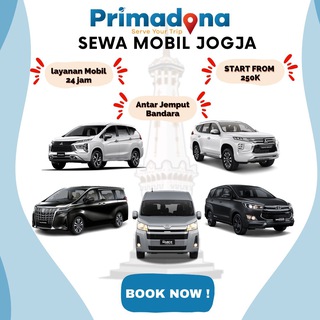 Primadona
Serve Your Trip
SEWA MOBIL JOGJA
layanan Mobil
24 jam
START FROM
250K
Antar Jemput
Bandara
BOOK NOW !